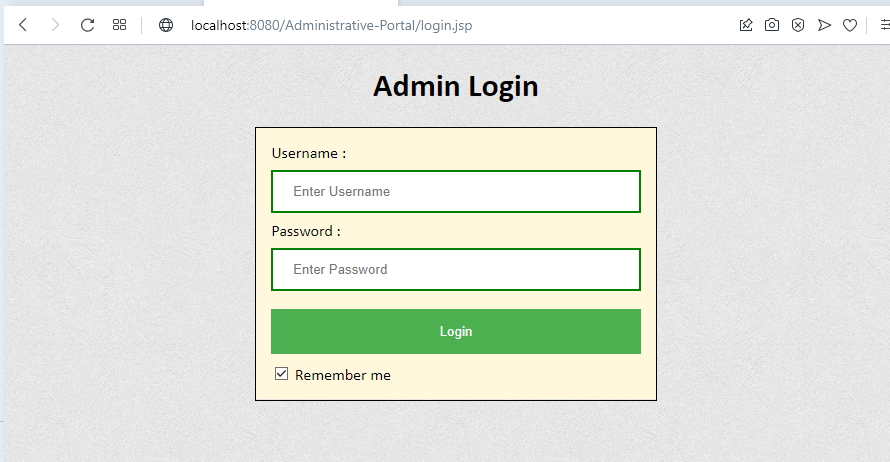 localhost:8080/Administrative-Portal/login.jsp
Admin Login
Username :
Enter Username
Password :
Enter Password
Login
Remember me